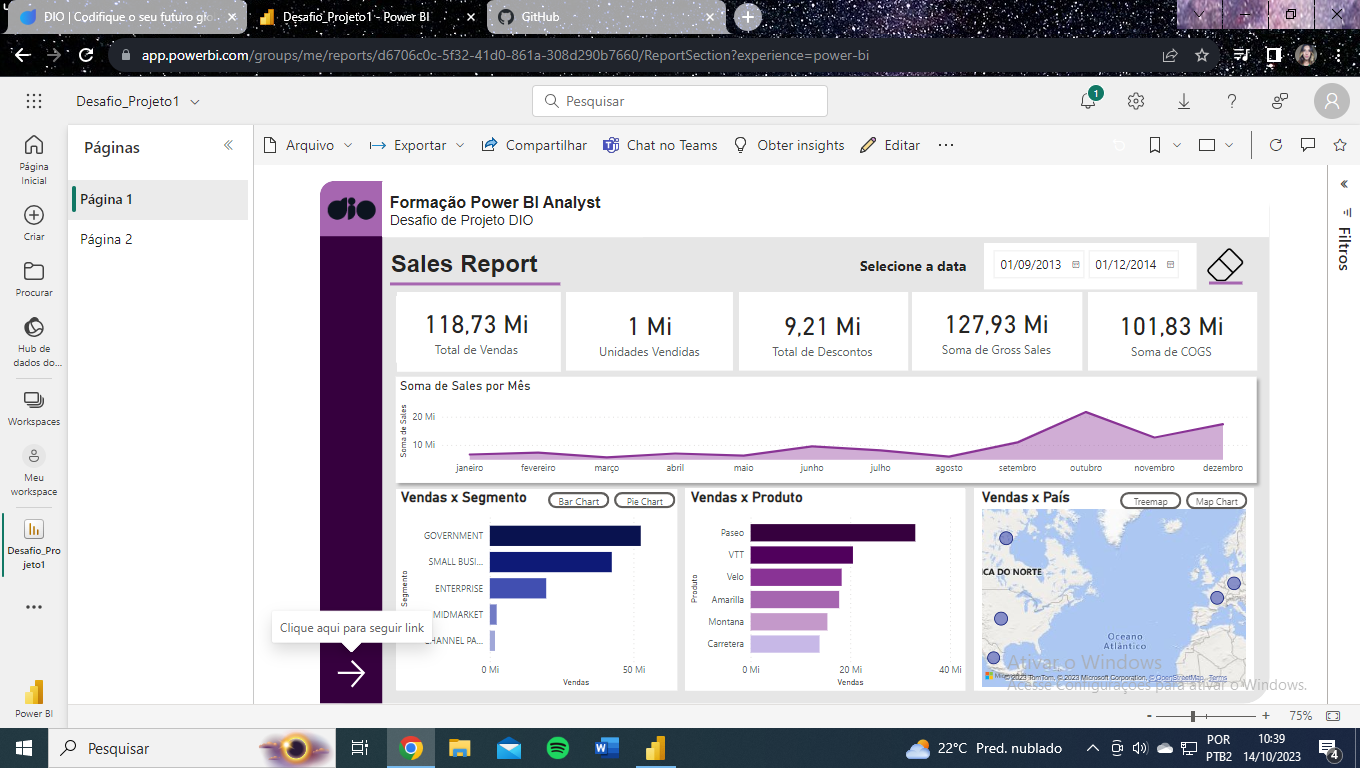 DIO | Codifique o seu futuro glo
Desafio_Projeto1 - Power BI
GitHub
app.powerbi.com/groups/me/reports/d6706c0c-5f32-41d0-861a-308d290b7660/ReportSection?experience=power-bi
Desafio_Projeto1
Pesquisar
1
Página
Inicial
Criar
Procurar
Hub de
dados do...
Workspaces
Meu
workspace
Desafio_Pro
jeto1
Power BI
Páginas
Página 1
Página 2
Arquivo
Exportar
Compartilhar
Chat no Teams
Obter insights
Editar
Filtros
dio
Formação Power BI Analyst
Desafio de Projeto DIO
Sales Report
Selecione a data
01/09/2013
01/12/2014
118,73 Mi
Total de Vendas
1 Mi
Unidades Vendidas
9,21 Mi
Total de Descontos
127,93 Mi
Soma de Gross Sales
101,83 Mi
Soma de COGS
Soma de Sales por Mês
Soma de Sales
20 Mi
10 Mi
janeiro fevereiro março abril maio junho julho agosto setembro outubro novembro dezembro
Vendas x Segmento
Bar Chart
Pie Chart
Segmento
GOVERNMENT
SMALL BUSI...
ENTERPRISE
MIDMARKET
CHANNEL PA...
0 Mi 50 Mi
Vendas
Clique aqui para seguir link
Vendas x Produto
Produto
Paseo
VTT
Velo
Amarilla
Montana
Carretera
0 Mi 20 Mi 40 Mi
Vendas
Vendas x País
Treemap
Map Chart
ICA DO NORTE
Oceano
Atlântico
© 2023 TomTom, © 2023 Microsoft Corporation, © OpenStreetMap Terms
Ativar o Windows
Acesse Configurações para ativar o Windows.
- + 75%
Pesquisar
22°C Pred. nublado
POR
PTB2
10:39
14/10/2023
4